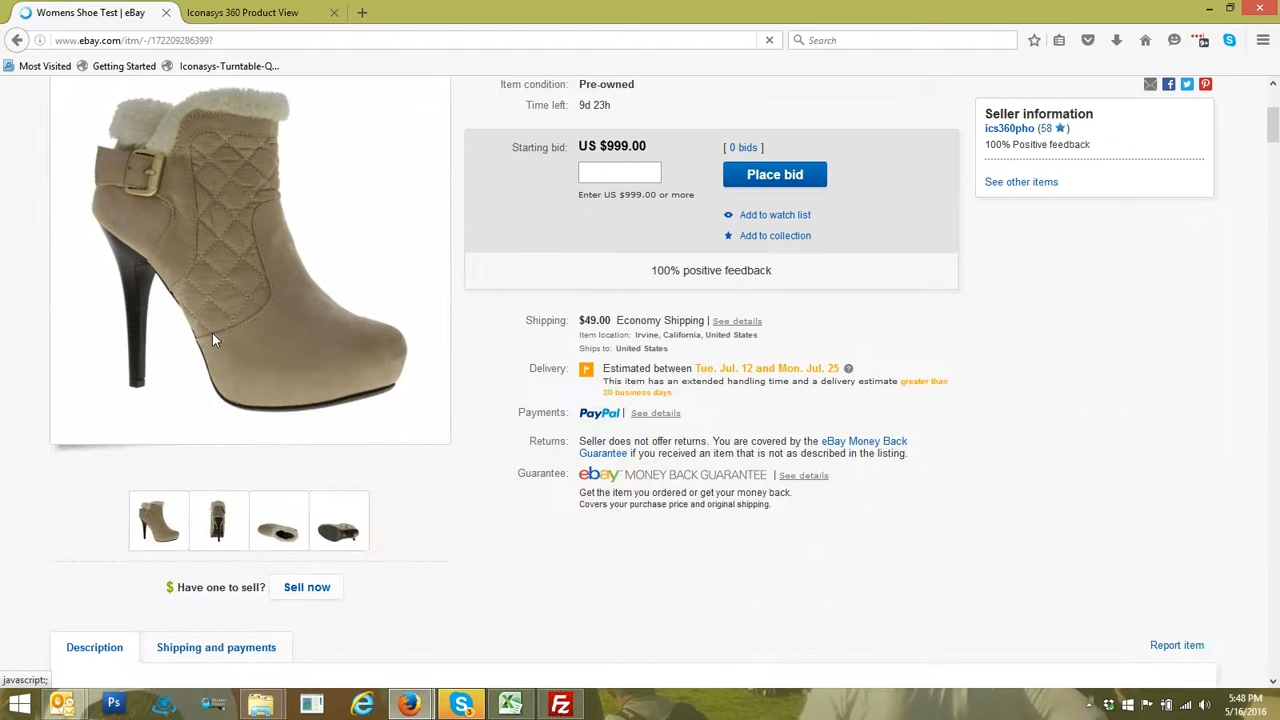 Womens Shoe Test | eBay
Iconasys 360 Product View
www.ebay.com/itm/-/172209286399?
Search
Most Visited
Getting Started
Iconasys-Turntable-Q...
Item condition: Pre-owned
Time left: 9d 23h
Starting bid: US $999.00 [ 0 bids ]
Place bid
Enter US $999.00 or more
Add to watch list
Add to collection
100% positive feedback
Seller information
ics360pho (58 )
100% Positive feedback
See other items
Shipping: $49.00 Economy Shipping | See details
Item location: Irvine, California, United States
Ships to: United States
Delivery: Estimated between Tue. Jul. 12 and Mon. Jul. 25 ?
This item has an extended handling time and a delivery estimate greater than
30 business days.
Payments: PayPal | See details
Returns: Seller does not offer returns. You are covered by the eBay Money Back
Guarantee if you received an item that is not as described in the listing.
Guarantee: ebay MONEY BACK GUARANTEE | See details
Get the item you ordered or get your money back.
Covers your purchase price and original shipping.
$ Have one to sell? Sell now
Description
Shipping and payments
Report item
javascript:;
Ps
5:48 PM
5/16/2016